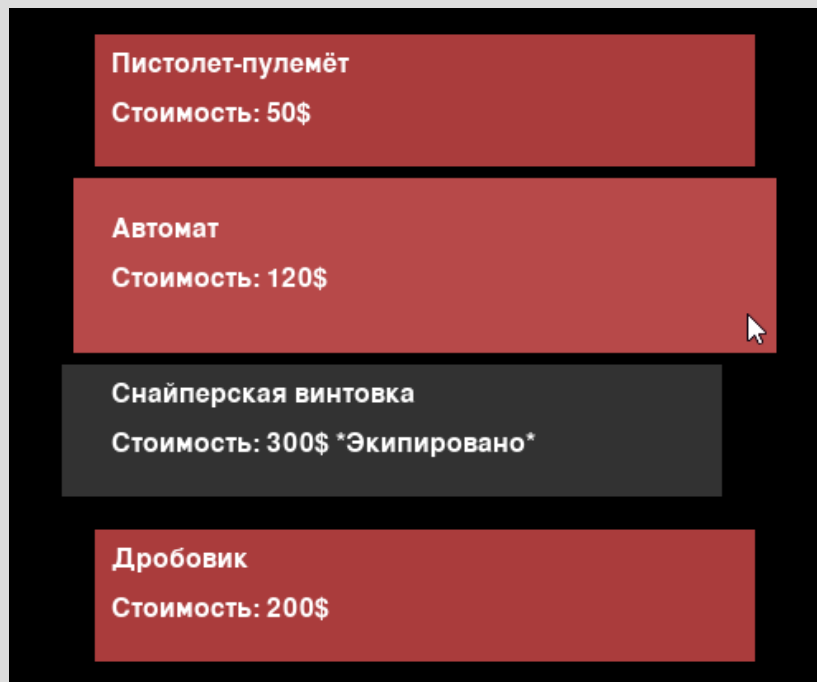 Пистолет-пулемёт
Стоимость: 50$
Автомат
Стоимость: 120$
Снайперская винтовка
Стоимость: 300$ *Экипировано*
Дробовик
Стоимость: 200$